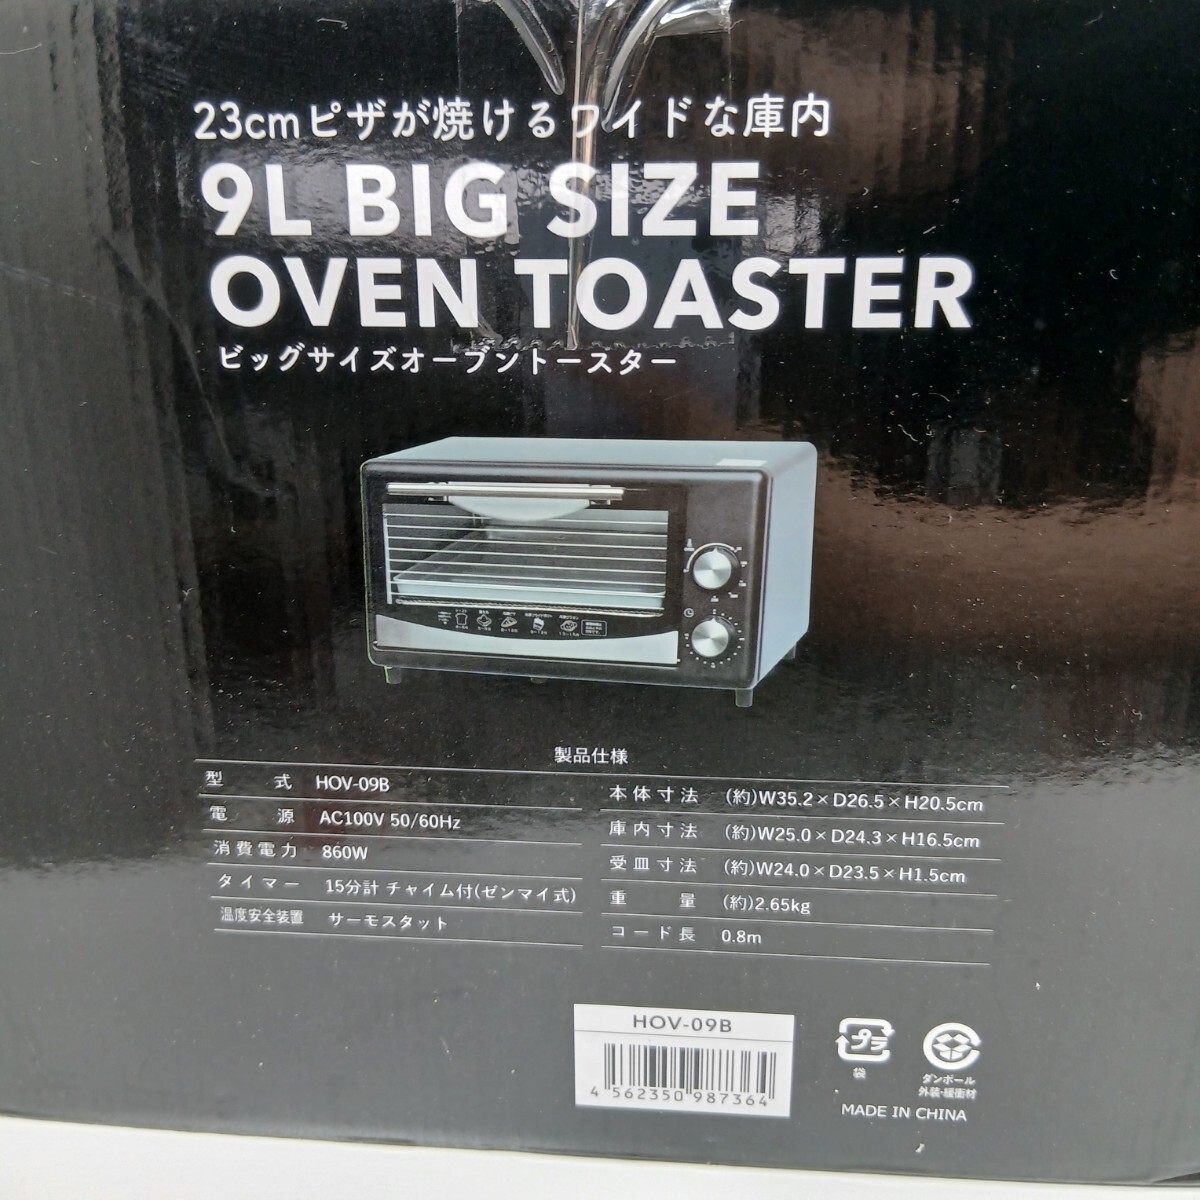 23cmピザが焼けるワイドな庫内
9L BIG SIZE
OVEN TOASTER
ビッグサイズオーブントースター
製品仕様
型式 HOV-09B
電源 AC100V 50/60Hz
消費電力 860W
タイマー 15分計 チャイム付(ゼンマイ式)
温度安全装置 サーモスタット
本体寸法 (約)W35.2×D26.5×H20.5cm
庫内寸法 (約)W25.0×D24.3×H16.5cm
受皿寸法 (約)W24.0×D23.5×H1.5cm
重量 (約)2.65kg
コード長 0.8m
HOV-09B
4 562350 987364
プラ
袋
ダンボール
外装・緩衝材
MADE IN CHINA